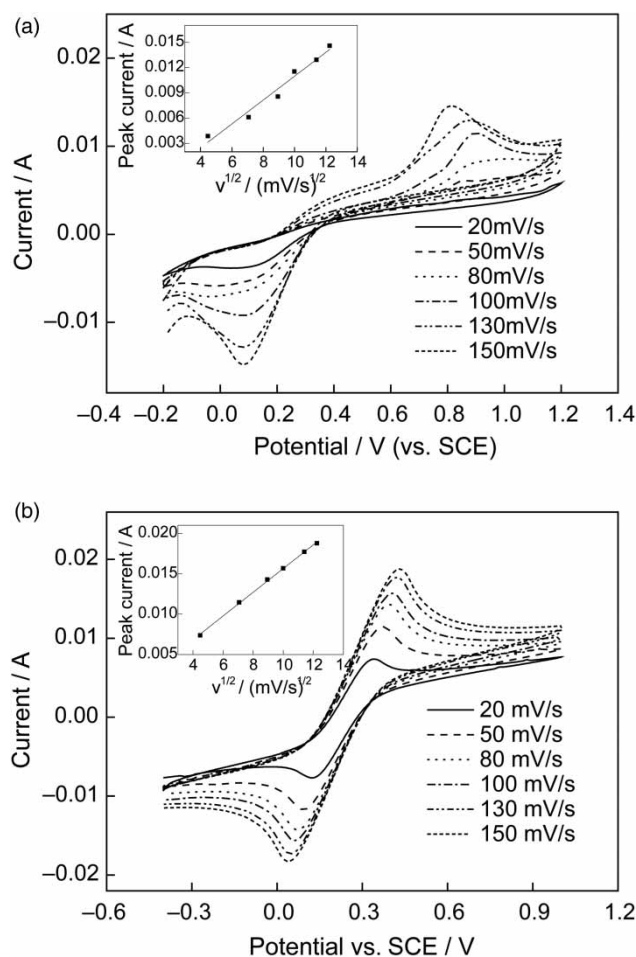 (a)
0.02
0.01
0.00
–0.01
Current / A
0.015
0.012
0.009
0.006
0.003
Peak current / A
4 6 8 10 12 14
v1/2 / (mV/s)1/2
20mV/s
50mV/s
80mV/s
100mV/s
130mV/s
150mV/s
–0.4 –0.2 0.0 0.2 0.4 0.6 0.8 1.0 1.2 1.4
Potential / V (vs. SCE)
(b)
0.02
0.01
0.00
–0.01
–0.02
Current / A
0.020
0.015
0.010
0.005
Peak current / A
4 6 8 10 12 14
v1/2 / (mV/s)1/2
20 mV/s
50 mV/s
80 mV/s
100 mV/s
130 mV/s
150 mV/s
–0.6 –0.3 0.0 0.3 0.6 0.9 1.2
Potential vs. SCE / V